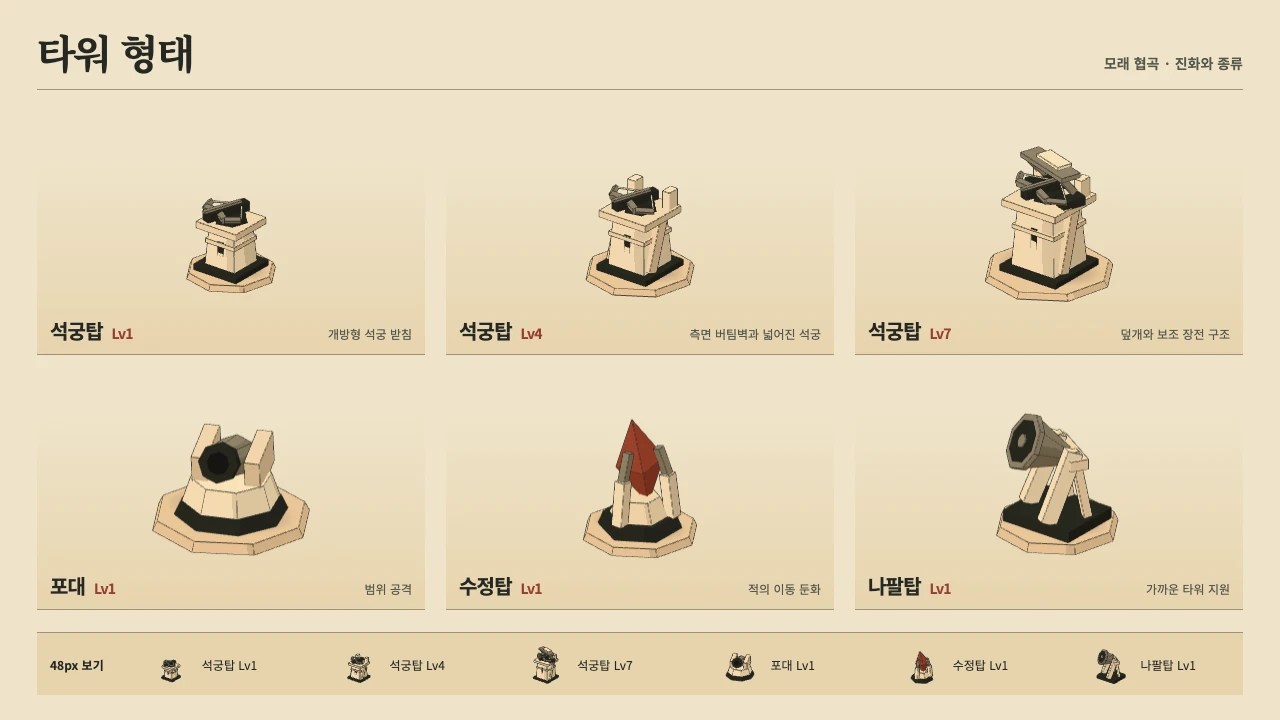 타워 형태
모래 협곡 · 진화와 종류
석궁탑 Lv1
개방형 석궁 받침
석궁탑 Lv4
측면 버팀벽과 넓어진 석궁
석궁탑 Lv7
덮개와 보조 장전 구조
포대 Lv1
범위 공격
수정탑 Lv1
적의 이동 둔화
나팔탑 Lv1
가까운 타워 지원
48px 보기
석궁탑 Lv1
석궁탑 Lv4
석궁탑 Lv7
포대 Lv1
수정탑 Lv1
나팔탑 Lv1